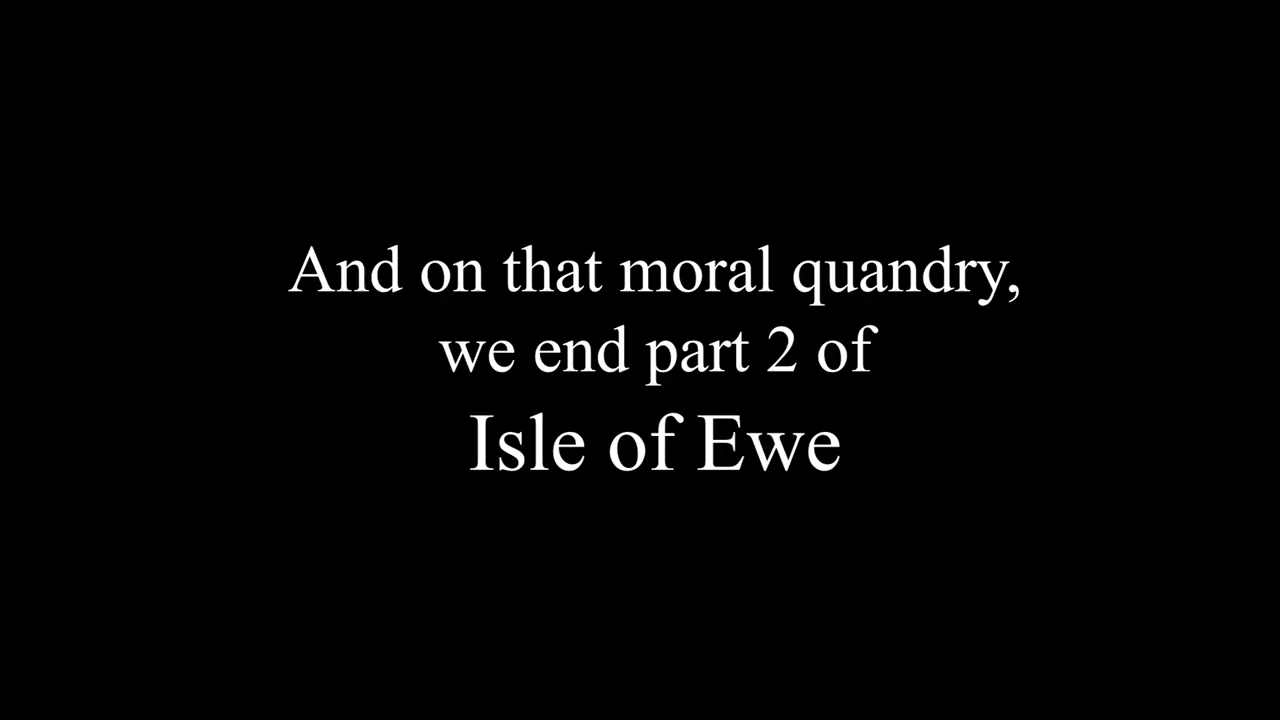 And on that moral quandry,
we end part 2 of
Isle of Ewe